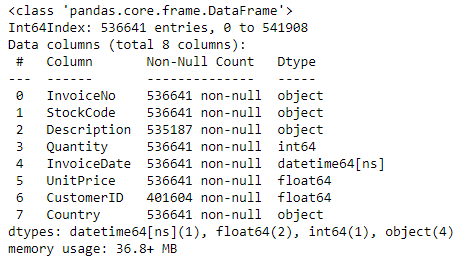 <class 'pandas.core.frame.DataFrame'>
Int64Index: 536641 entries, 0 to 541908
Data columns (total 8 columns):
 #   Column       Non-Null Count   Dtype
---  ------       --------------   -----
 0   InvoiceNo    536641 non-null  object
 1   StockCode    536641 non-null  object
 2   Description  535187 non-null  object
 3   Quantity     536641 non-null  int64
 4   InvoiceDate  536641 non-null  datetime64[ns]
 5   UnitPrice    536641 non-null  float64
 6   CustomerID   401604 non-null  float64
 7   Country      536641 non-null  object
dtypes: datetime64[ns](1), float64(2), int64(1), object(4)
memory usage: 36.8+ MB